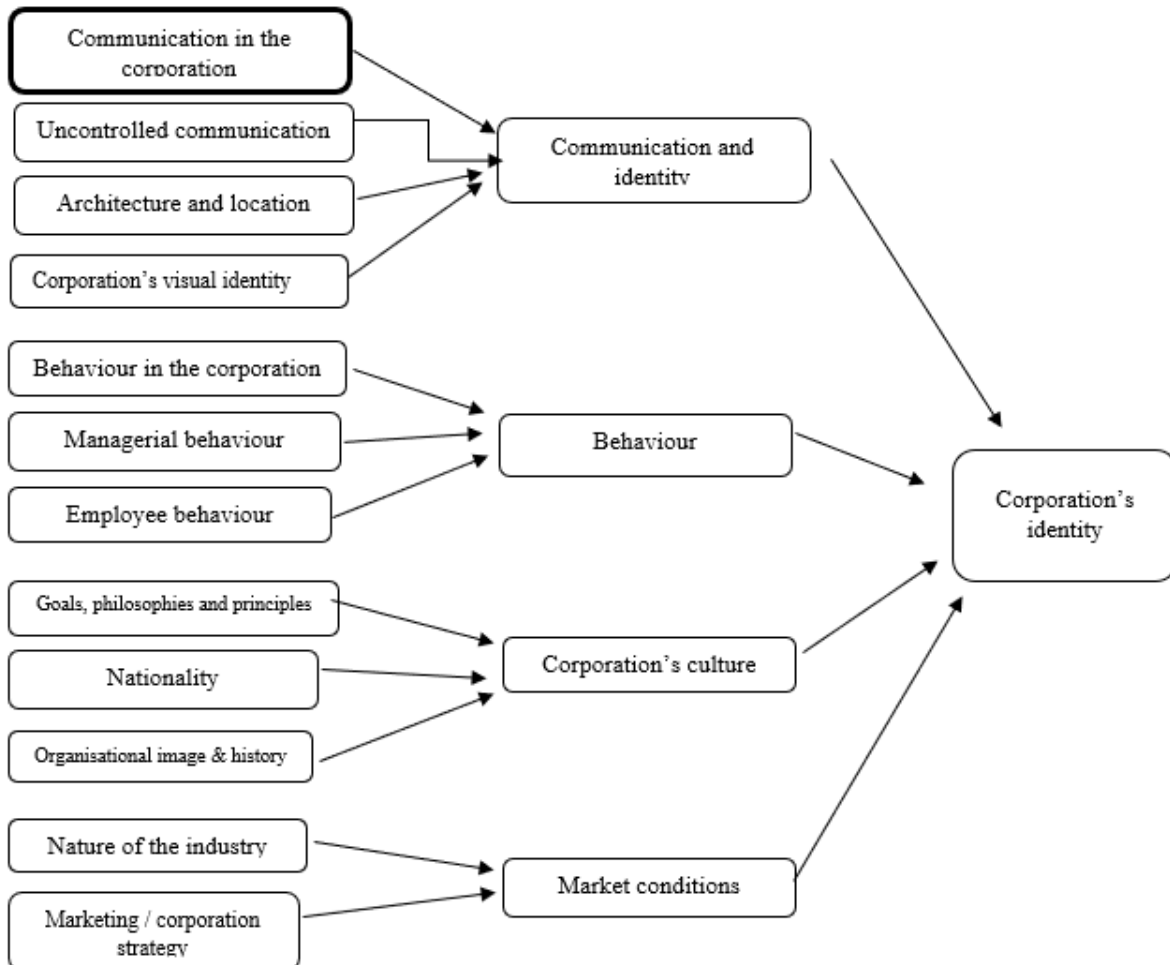 Communication in the
corporation
Uncontrolled communication
Architecture and location
Corporation’s visual identity
Communication and
identity
Behaviour in the corporation
Managerial behaviour
Employee behaviour
Behaviour
Corporation’s
identity
Goals, philosophies and principles
Nationality
Organisational image & history
Corporation’s culture
Nature of the industry
Marketing / corporation
strategy
Market conditions